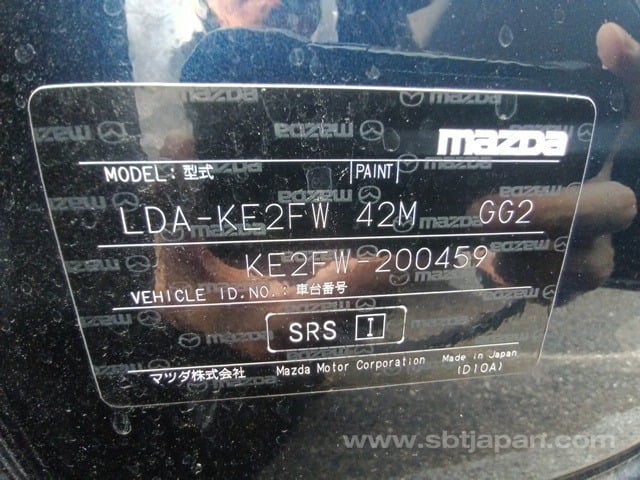 mazda
MODEL: 型式 PAINT
LDA-KE2FW 42M GG2
KE2FW-200459
VEHICLE ID.NO.: 車台番号
SRS I
マツダ株式会社 Mazda Motor Corporation Made in Japan
(D10A)
www.sbtjapan.com